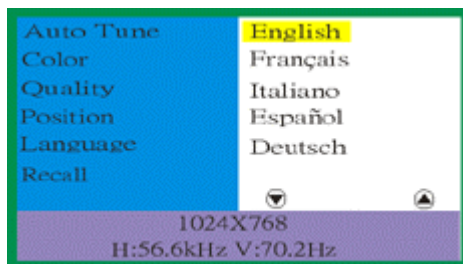 Auto Tune
Color
Quality
Position
Language
Recall
English
Français
Italiano
Español
Deutsch
1024X768
H:56.6kHz V:70.2Hz